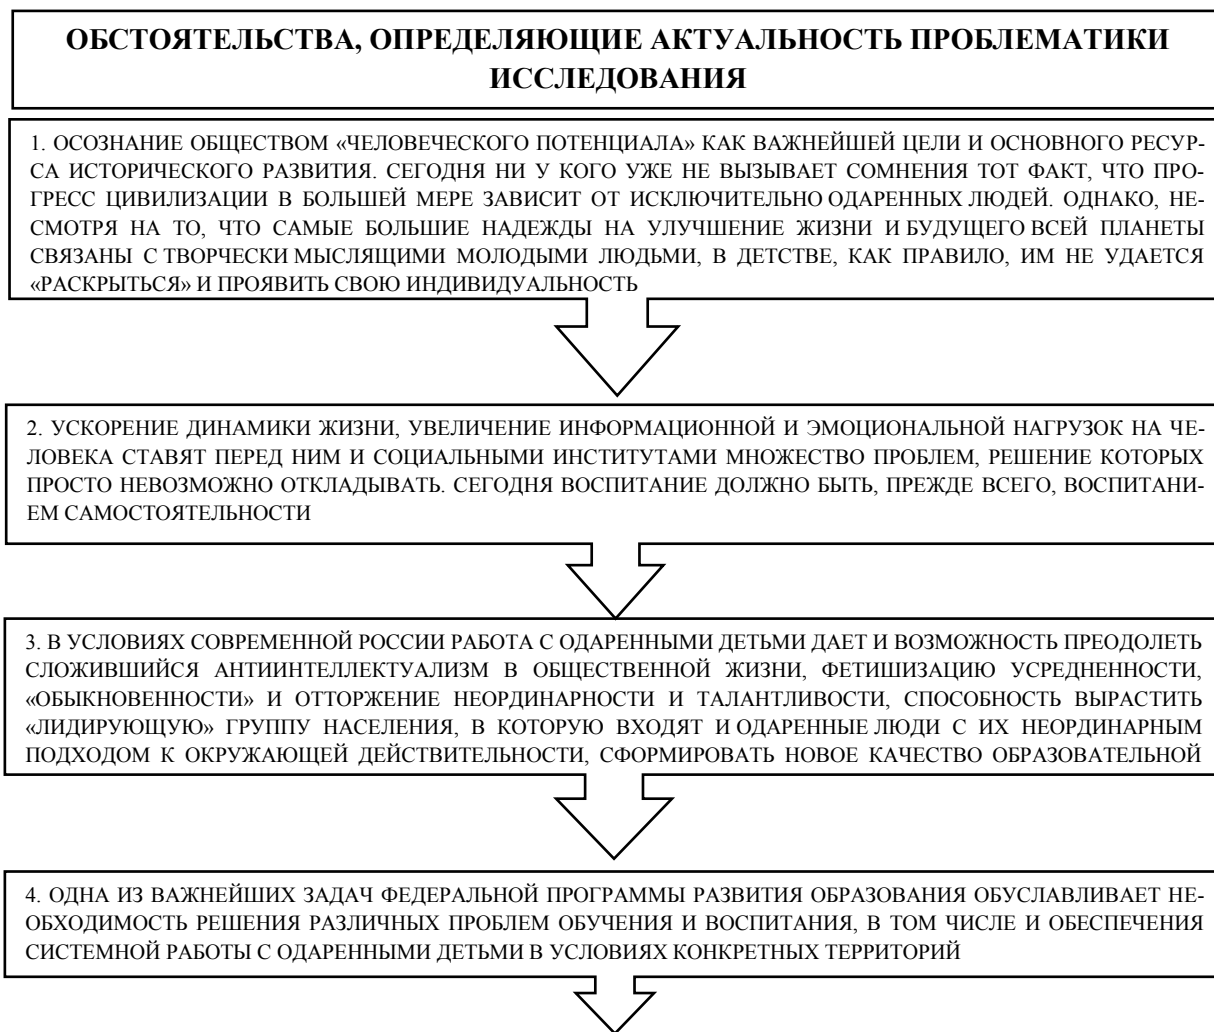 ОБСТОЯТЕЛЬСТВА, ОПРЕДЕЛЯЮЩИЕ АКТУАЛЬНОСТЬ ПРОБЛЕМАТИКИ
ИССЛЕДОВАНИЯ
1. ОСОЗНАНИЕ ОБЩЕСТВОМ «ЧЕЛОВЕЧЕСКОГО ПОТЕНЦИАЛА» КАК ВАЖНЕЙШЕЙ ЦЕЛИ И ОСНОВНОГО РЕСУР-
СА ИСТОРИЧЕСКОГО РАЗВИТИЯ. СЕГОДНЯ НИ У КОГО УЖЕ НЕ ВЫЗЫВАЕТ СОМНЕНИЯ ТОТ ФАКТ, ЧТО ПРО-
ГРЕСС ЦИВИЛИЗАЦИИ В БОЛЬШЕЙ МЕРЕ ЗАВИСИТ ОТ ИСКЛЮЧИТЕЛЬНО ОДАРЕННЫХ ЛЮДЕЙ. ОДНАКО, НЕ-
СМОТРЯ НА ТО, ЧТО САМЫЕ БОЛЬШИЕ НАДЕЖДЫ НА УЛУЧШЕНИЕ ЖИЗНИ И БУДУЩЕГО ВСЕЙ ПЛАНЕТЫ
СВЯЗАНЫ С ТВОРЧЕСКИ МЫСЛЯЩИМИ МОЛОДЫМИ ЛЮДЬМИ, В ДЕТСТВЕ, КАК ПРАВИЛО, ИМ НЕ УДАЕТСЯ
«РАСКРЫТЬСЯ» И ПРОЯВИТЬ СВОЮ ИНДИВИДУАЛЬНОСТЬ
2. УСКОРЕНИЕ ДИНАМИКИ ЖИЗНИ, УВЕЛИЧЕНИЕ ИНФОРМАЦИОННОЙ И ЭМОЦИОНАЛЬНОЙ НАГРУЗОК НА ЧЕ-
ЛОВЕКА СТАВЯТ ПЕРЕД НИМ И СОЦИАЛЬНЫМИ ИНСТИТУТАМИ МНОЖЕСТВО ПРОБЛЕМ, РЕШЕНИЕ КОТОРЫХ
ПРОСТО НЕВОЗМОЖНО ОТКЛАДЫВАТЬ. СЕГОДНЯ ВОСПИТАНИЕ ДОЛЖНО БЫТЬ, ПРЕЖДЕ ВСЕГО, ВОСПИТАНИ-
ЕМ САМОСТОЯТЕЛЬНОСТИ
3. В УСЛОВИЯХ СОВРЕМЕННОЙ РОССИИ РАБОТА С ОДАРЕННЫМИ ДЕТЬМИ ДАЕТ И ВОЗМОЖНОСТЬ ПРЕОДОЛЕТЬ
СЛОЖИВШИЙСЯ АНТИИНТЕЛЛЕКТУАЛИЗМ В ОБЩЕСТВЕННОЙ ЖИЗНИ, ФЕТИШИЗАЦИЮ УСРЕДНЕННОСТИ,
«ОБЫКНОВЕННОСТИ» И ОТТОРЖЕНИЕ НЕОРДИНАРНОСТИ И ТАЛАНТЛИВОСТИ, СПОСОБНОСТЬ ВЫРАСТИТЬ
«ЛИДИРУЮЩУЮ» ГРУППУ НАСЕЛЕНИЯ, В КОТОРУЮ ВХОДЯТ И ОДАРЕННЫЕ ЛЮДИ С ИХ НЕОРДИНАРНЫМ
ПОДХОДОМ К ОКРУЖАЮЩЕЙ ДЕЙСТВИТЕЛЬНОСТИ, СФОРМИРОВАТЬ НОВОЕ КАЧЕСТВО ОБРАЗОВАТЕЛЬНОЙ
4. ОДНА ИЗ ВАЖНЕЙШИХ ЗАДАЧ ФЕДЕРАЛЬНОЙ ПРОГРАММЫ РАЗВИТИЯ ОБРАЗОВАНИЯ ОБУСЛАВЛИВАЕТ НЕ-
ОБХОДИМОСТЬ РЕШЕНИЯ РАЗЛИЧНЫХ ПРОБЛЕМ ОБУЧЕНИЯ И ВОСПИТАНИЯ, В ТОМ ЧИСЛЕ И ОБЕСПЕЧЕНИЯ
СИСТЕМНОЙ РАБОТЫ С ОДАРЕННЫМИ ДЕТЬМИ В УСЛОВИЯХ КОНКРЕТНЫХ ТЕРРИТОРИЙ